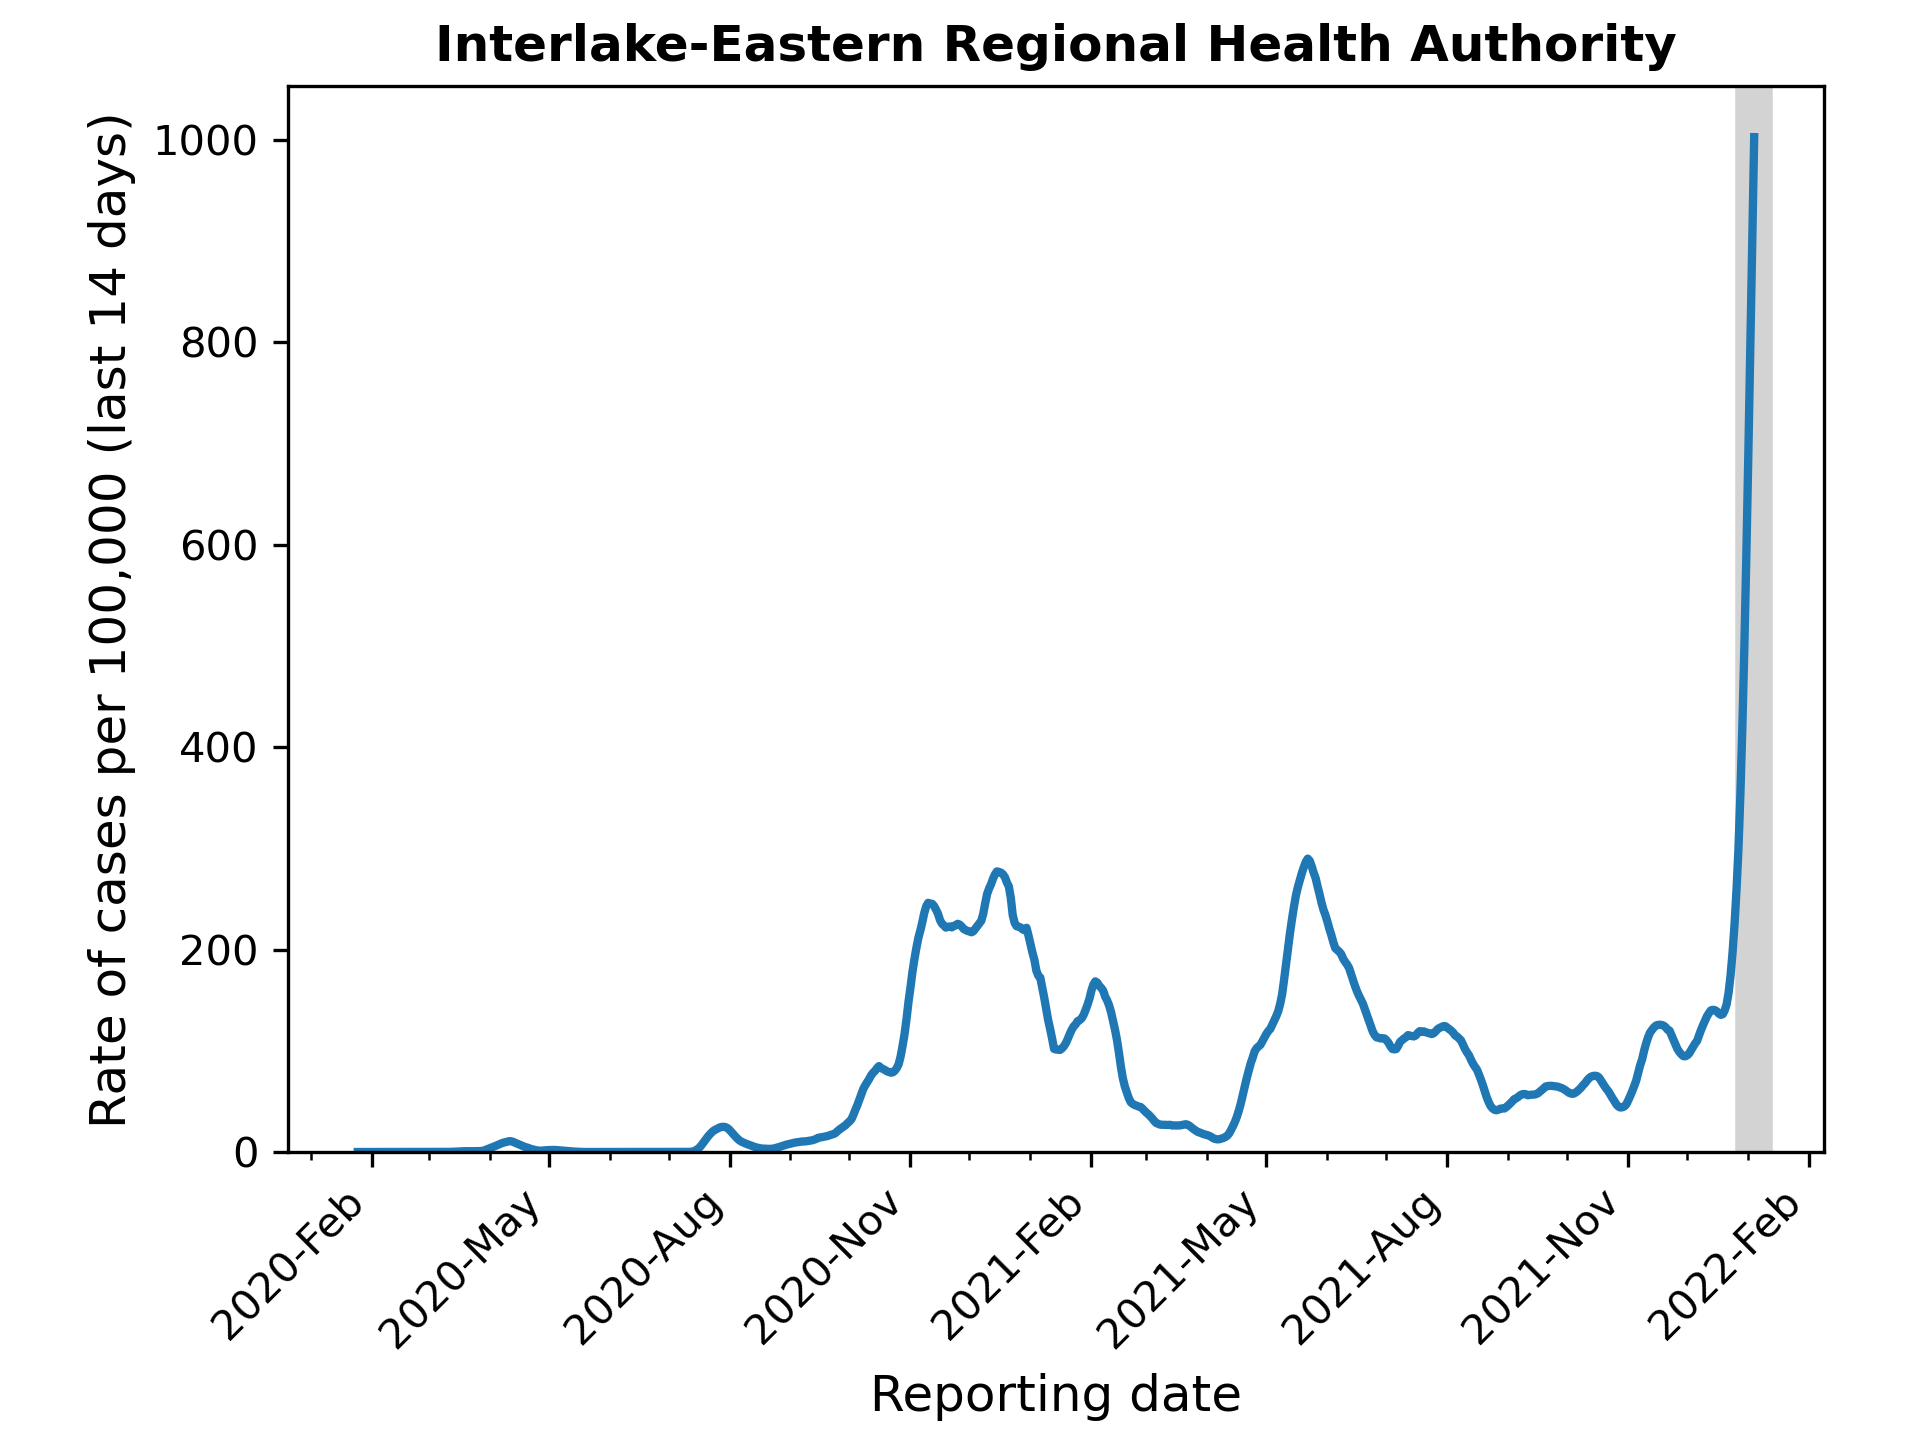 Interlake-Eastern Regional Health Authority
Rate of cases per 100,000 (last 14 days)
1000
800
600
400
200
0
2020-Feb
2020-May
2020-Aug
2020-Nov
2021-Feb
2021-May
2021-Aug
2021-Nov
2022-Feb
Reporting date